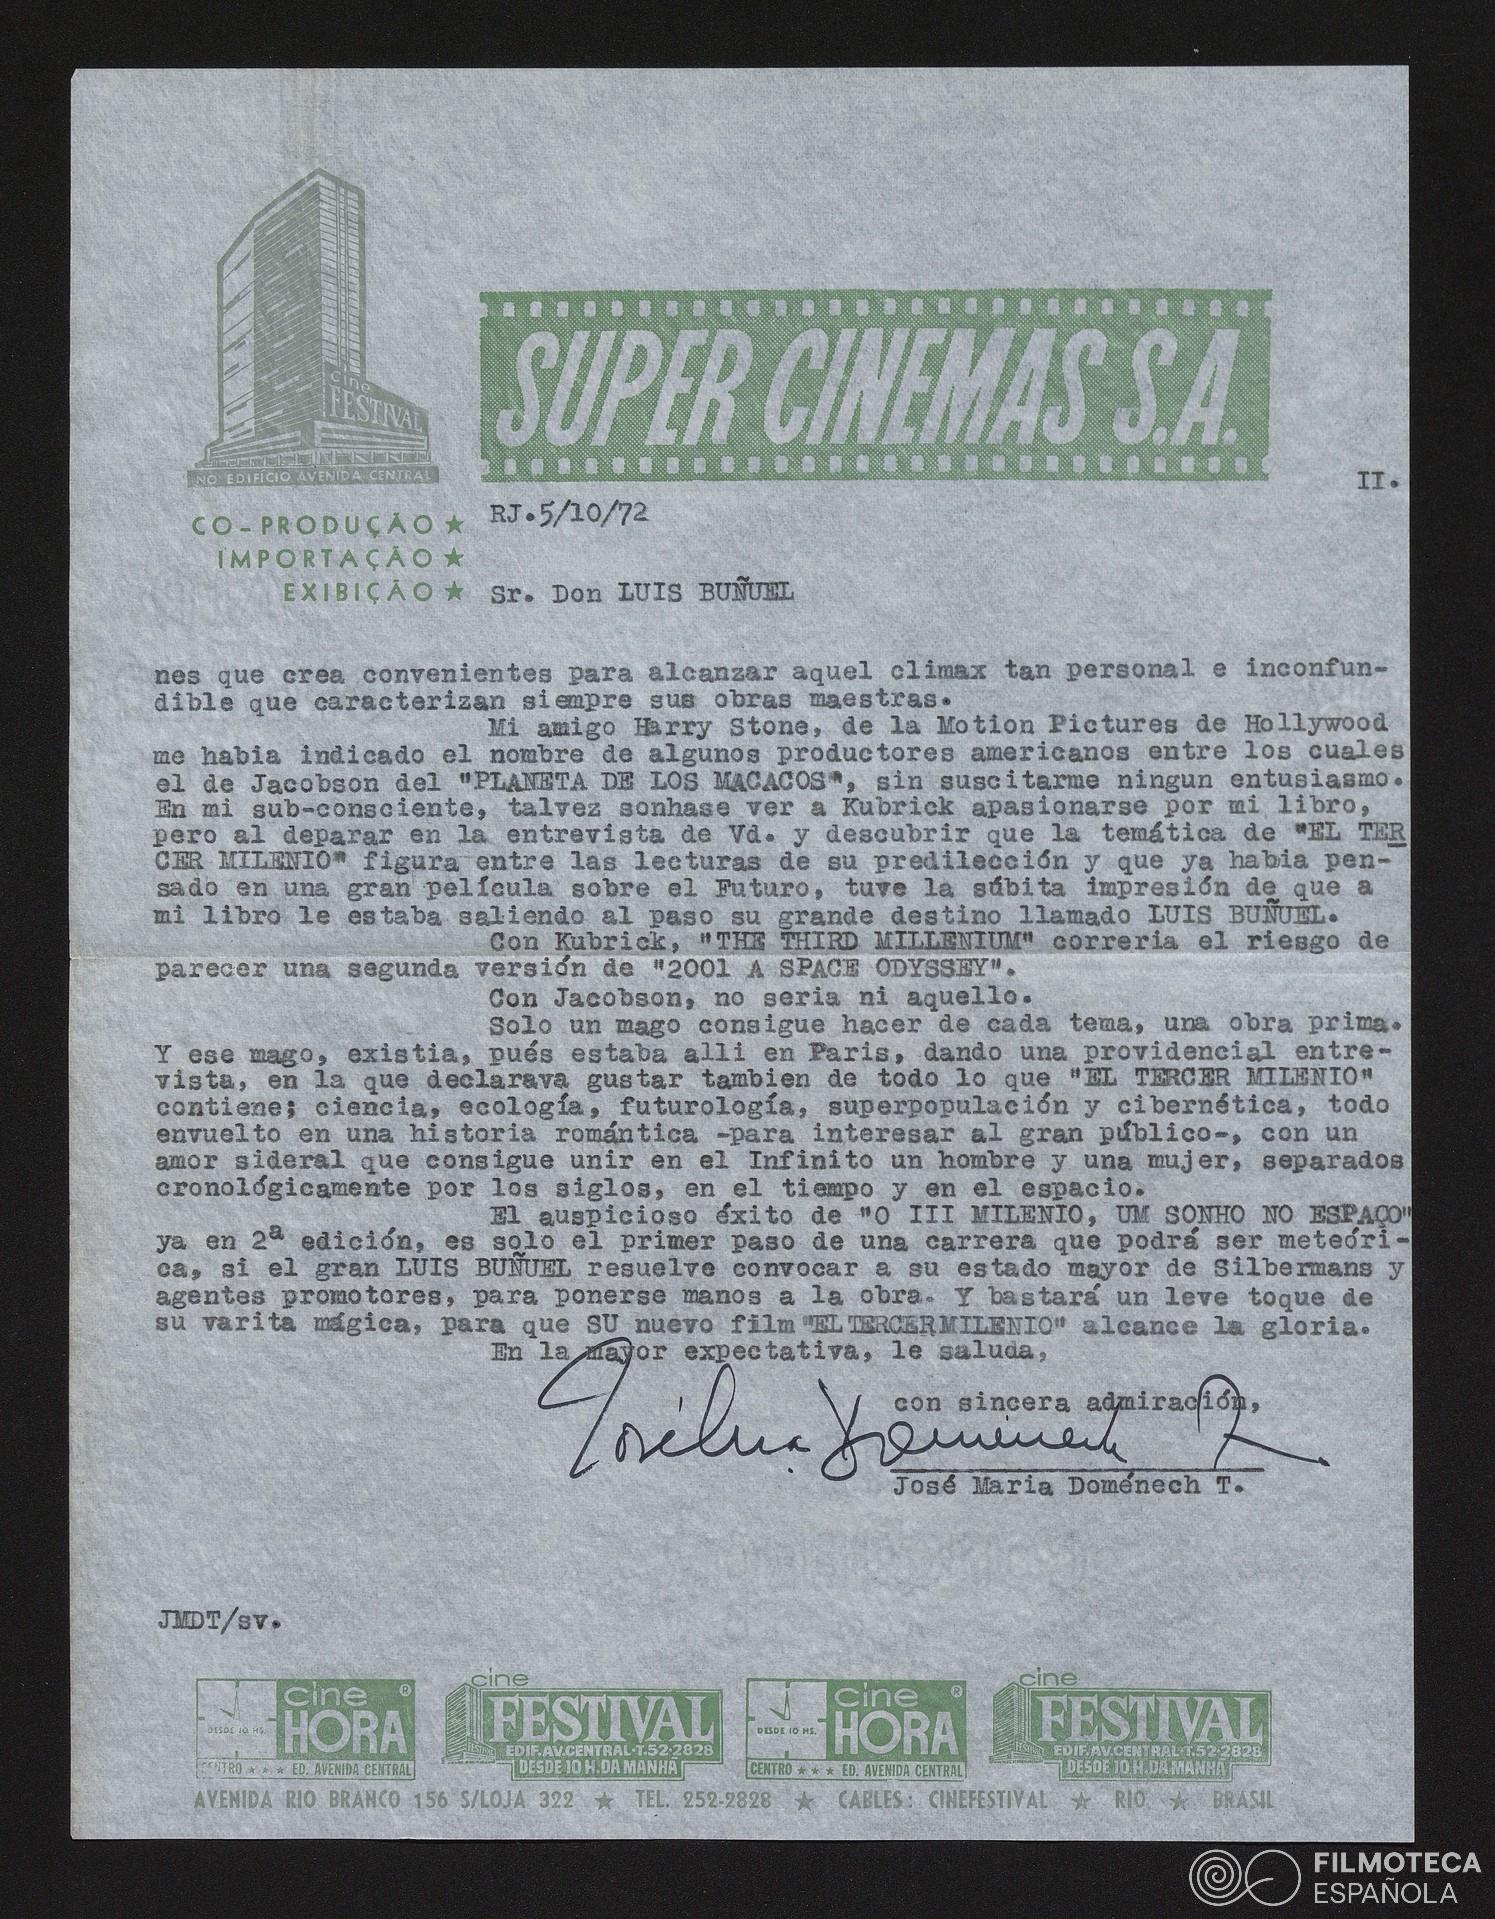 cine
FESTIVAL
NO EDIFICIO AVENIDA CENTRAL
SUPER CINEMAS S.A.
II.
CO-PRODUÇÃO ★
IMPORTAÇÃO ★
EXIBIÇÃO ★
RJ.5/10/72
Sr. Don LUIS BUÑUEL
nes que crea convenientes para alcanzar aquel climax tan personal e inconfun-
dible que caracterizan siempre sus obras maestras.
Mi amigo Harry Stone, de la Motion Pictures de Hollywood
me habia indicado el nombre de algunos productores americanos entre los cuales
el de Jacobson del "PLANETA DE LOS MACACOS", sin suscitarme ningun entusiasmo.
En mi sub-consciente, talvez sonhase ver a Kubrick apasionarse por mi libro,
pero al deparar en la entrevista de Vd. y descubrir que la temática de "EL TER
CER MILENIO" figura entre las lecturas de su predilección y que ya habia pen-
sado en una gran película sobre el Futuro, tuve la súbita impresión de que a
mi libro le estaba saliendo al paso su grande destino llamado LUIS BUÑUEL.
Con Kubrick, "THE THIRD MILLENIUM" correria el riesgo de
parecer una segunda versión de "2001 A SPACE ODYSSEY".
Con Jacobson, no seria ni aquello.
Solo un mago consigue hacer de cada tema, una obra prima.
Y ese mago, existia, pués estaba alli en Paris, dando una providencial entre-
vista, en la que declarava gustar tambien de todo lo que "EL TERCER MILENIO"
contiene; ciencia, ecología, futurología, superpopulación y cibernética, todo
envuelto en una historia romántica -para interesar al gran público-, con un
amor sideral que consigue unir en el Infinito un hombre y una mujer, separados
cronológicamente por los siglos, en el tiempo y en el espacio.
El auspicioso éxito de "O III MILENIO, UM SONHO NO ESPAÇO"
ya en 2ª edición, es solo el primer paso de una carrera que podrá ser meteóri-
ca, si el gran LUIS BUÑUEL resuelve convocar a su estado mayor de Silbermans y
agentes promotores, para ponerse manos a la obra. Y bastará un leve toque de
su varita mágica, para que SU nuevo film "EL TERCER MILENIO" alcance la gloria.
En la mayor expectativa, le saluda,
con sincera admiración,
José Ma. Domenech T.
José Maria Doménech T.
JMDT/sv.
DESDE 10 HS. cine HORA ® CENTRO ★ ★ ★ ED. AVENIDA CENTRAL
cine FESTIVAL EDIF.AV.CENTRAL·T.52-2828 DESDE 10 H.DA MANHÃ
DESDE 10 HS. cine HORA ® CENTRO ★ ★ ★ ED. AVENIDA CENTRAL
cine FESTIVAL EDIF.AV.CENTRAL·T.52-2828 DESDE 10 H.DA MANHÃ
AVENIDA RIO BRANCO 156 S/LOJA 322 ★ TEL. 252-2828 ★ CABLES: CINEFESTIVAL ★ RIO ★ BRASIL
FILMOTECA
ESPAÑOLA